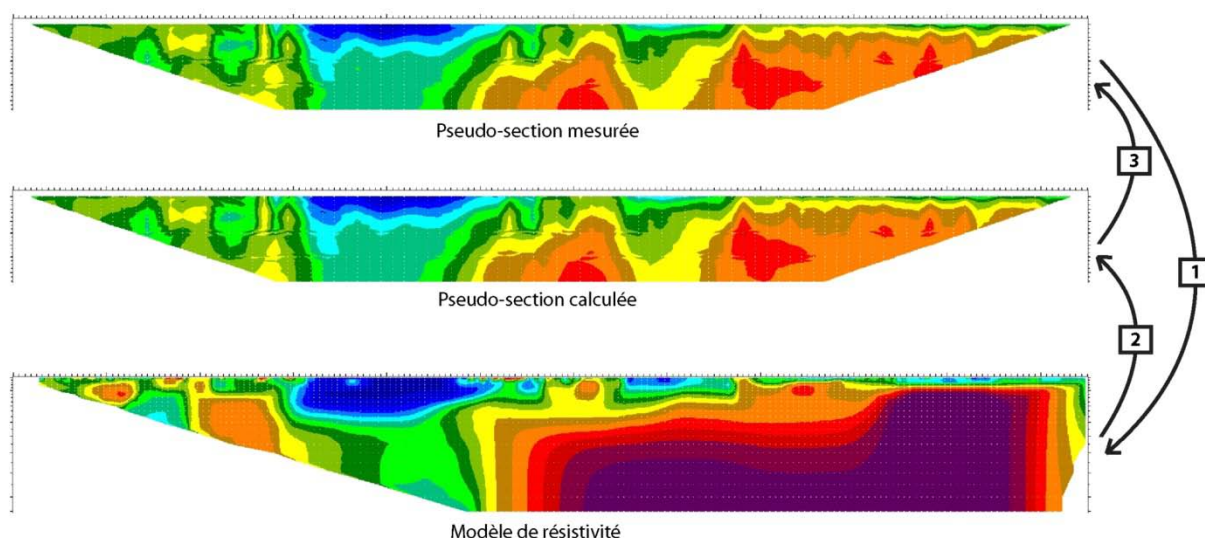 Pseudo-section mesurée
3
Pseudo-section calculée
1
2
Modèle de résistivité